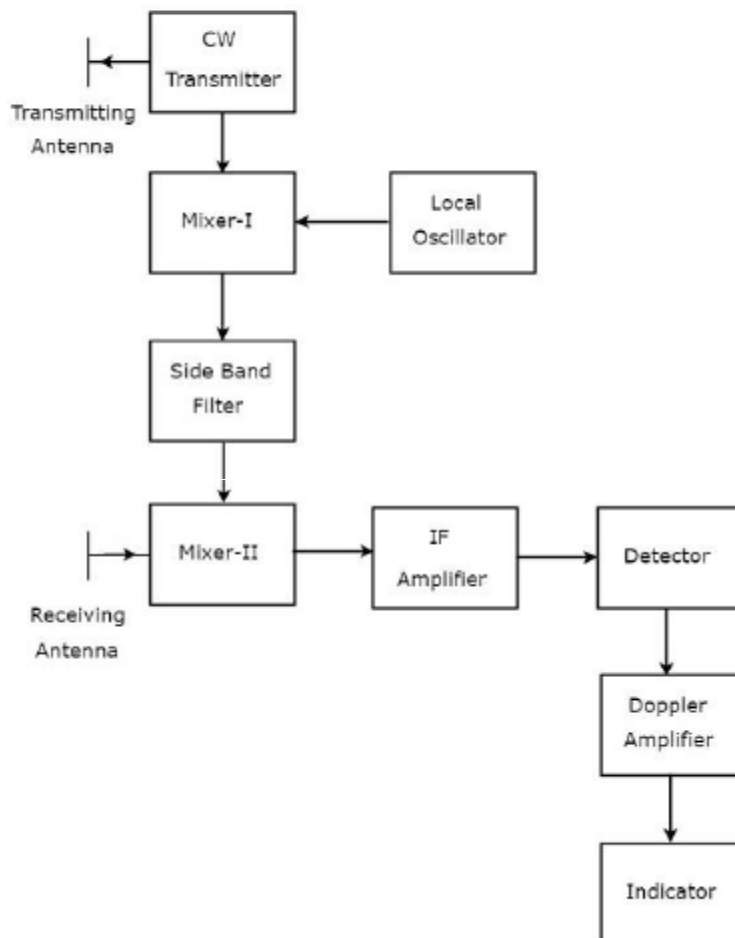 CW
Transmitter
Transmitting
Antenna
Mixer-I
Local
Oscillator
Side Band
Filter
Mixer-II
IF
Amplifier
Detector
Receiving
Antenna
Doppler
Amplifier
Indicator